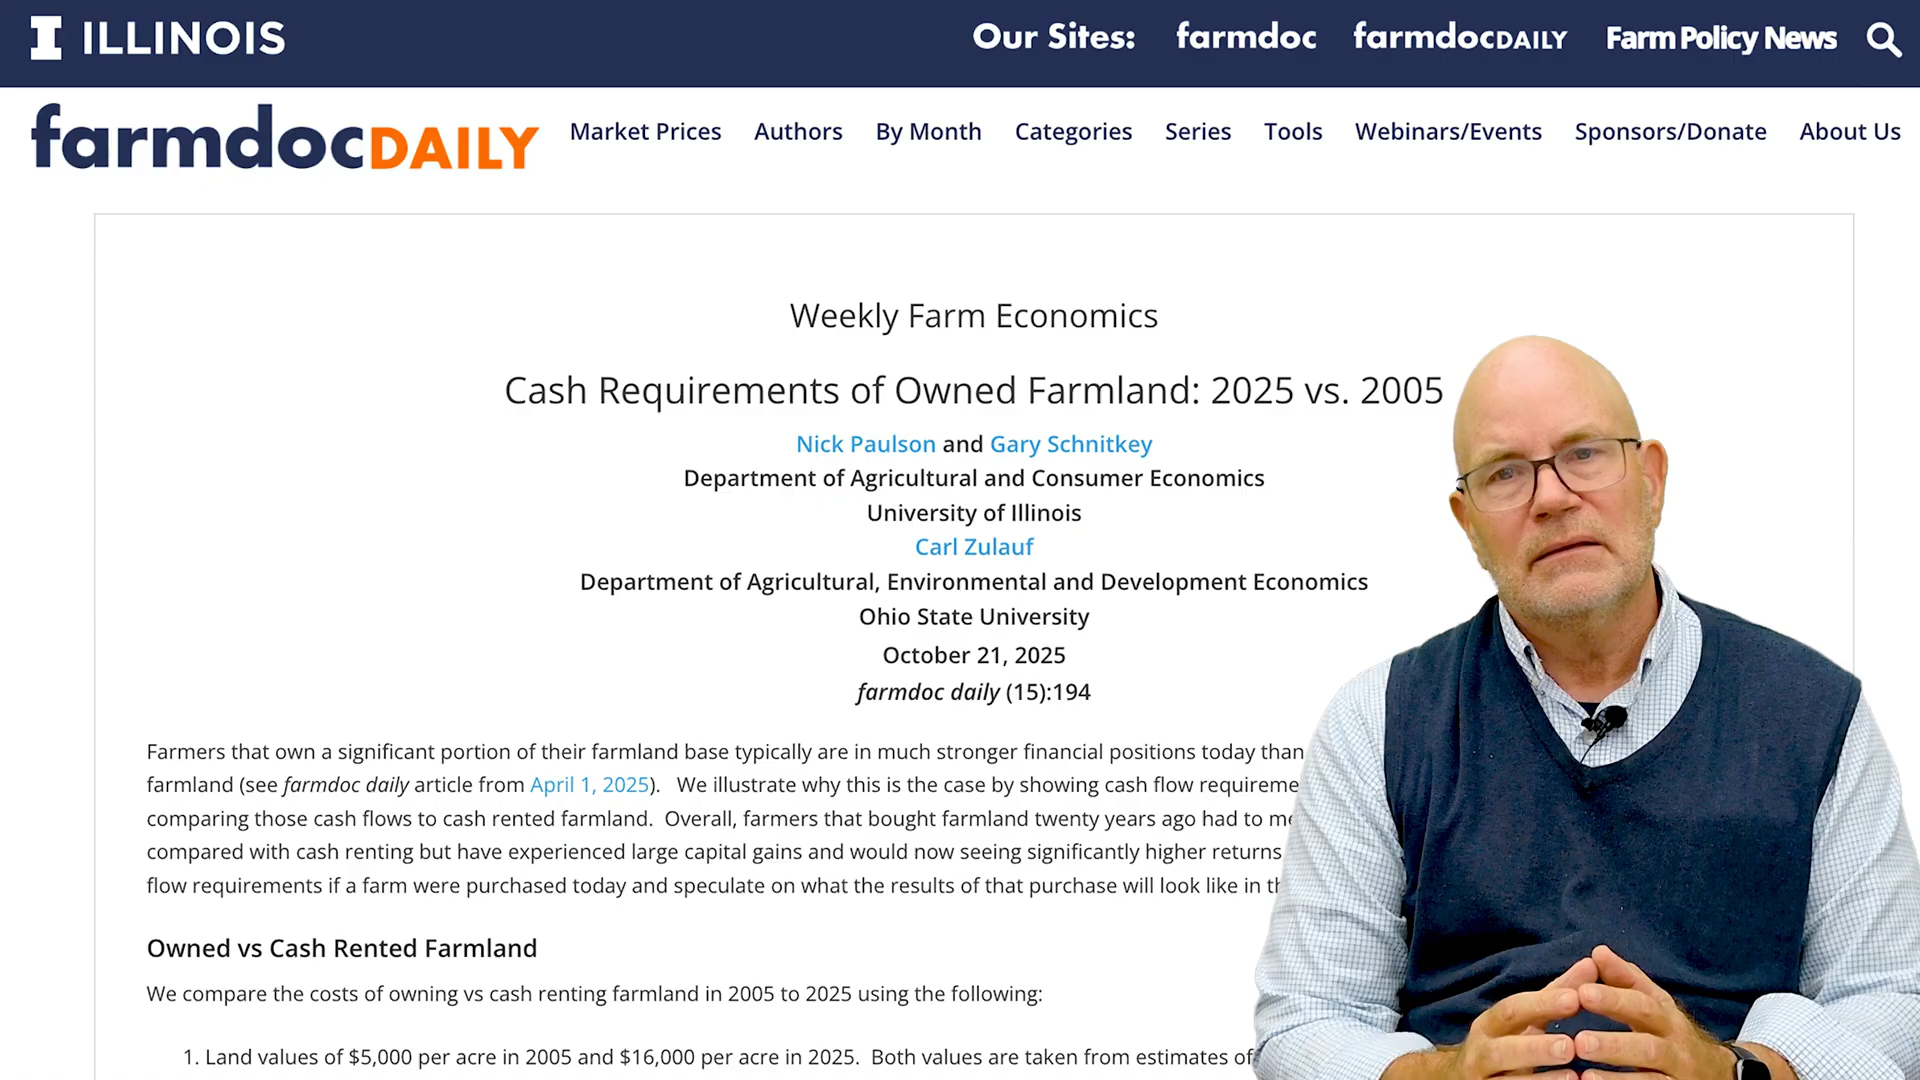 ILLINOIS
Our Sites: farmdoc farmdocDAILY Farm Policy News
farmdocDAILY
Market Prices Authors By Month Categories Series Tools Webinars/Events Sponsors/Donate About Us
Weekly Farm Economics
Cash Requirements of Owned Farmland: 2025 vs. 2005
Nick Paulson and Gary Schnitkey
Department of Agricultural and Consumer Economics
University of Illinois
Carl Zulauf
Department of Agricultural, Environmental and Development Economics
Ohio State University
October 21, 2025
farmdoc daily (15):194
Farmers that own a significant portion of their farmland base typically are in much stronger financial positions today than
farmland (see farmdoc daily article from April 1, 2025). We illustrate why this is the case by showing cash flow
comparing those cash flows to cash rented farmland. Overall, farmers that bought farmland twenty years ago had to
compared with cash renting but have experienced large capital gains and would now seeing significantly higher returns
flow requirements if a farm were purchased today and speculate on what the results of that purchase will look like in
Owned vs Cash Rented Farmland
We compare the costs of owning vs cash renting farmland in 2005 to 2025 using the following:
1. Land values of $5,000 per acre in 2005 and $16,000 per acre in 2025. Both values are taken from estimates of